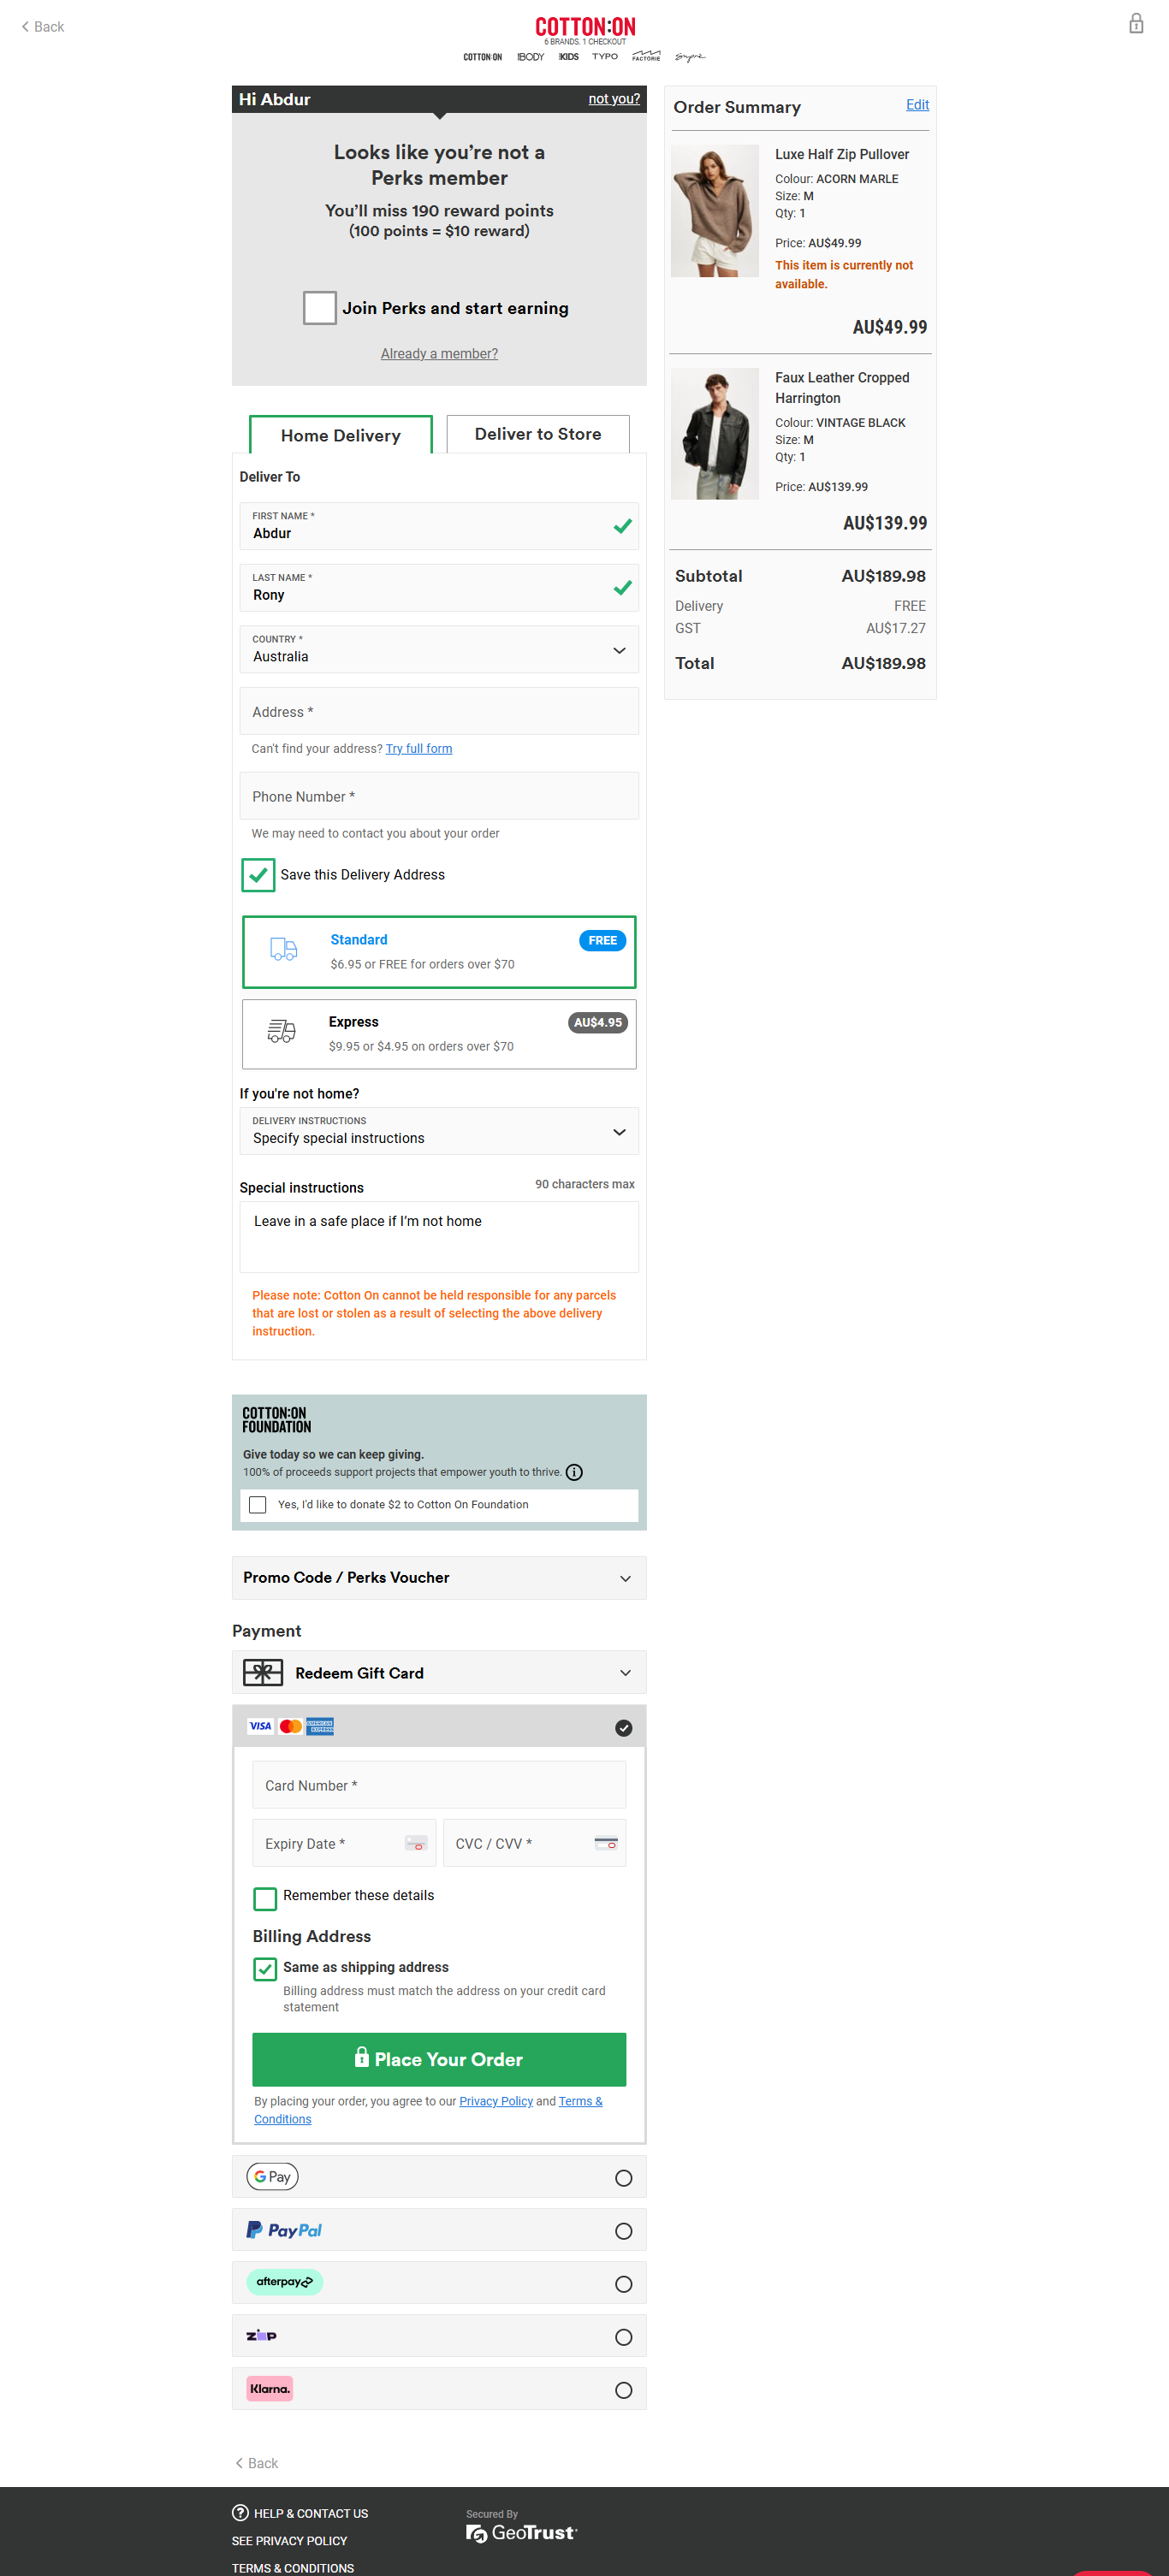 Back
COTTON:ON
6 BRANDS. 1 CHECKOUT
COTTON:ON BODY KIDS TYPO FACTORIE Supré
Hi Abdur not you?
Looks like you’re not a
Perks member
You’ll miss 190 reward points
(100 points = $10 reward)
Join Perks and start earning
Already a member?
Home Delivery Deliver to Store
Deliver To
FIRST NAME *
Abdur
LAST NAME *
Rony
COUNTRY *
Australia
Address *
Can't find your address? Try full form
Phone Number *
We may need to contact you about your order
Save this Delivery Address
Standard FREE
$6.95 or FREE for orders over $70
Express AU$4.95
$9.95 or $4.95 on orders over $70
If you're not home?
DELIVERY INSTRUCTIONS
Specify special instructions
Special instructions 90 characters max
Leave in a safe place if I’m not home
Please note: Cotton On cannot be held responsible for any parcels
that are lost or stolen as a result of selecting the above delivery
instruction.
COTTON:ON
FOUNDATION
Give today so we can keep giving.
100% of proceeds support projects that empower youth to thrive. i
Yes, I'd like to donate $2 to Cotton On Foundation
Promo Code / Perks Voucher
Payment
Redeem Gift Card
VISA AMERICAN EXPRESS
Card Number *
Expiry Date * CVC / CVV *
Remember these details
Billing Address
Same as shipping address
Billing address must match the address on your credit card
statement
Place Your Order
By placing your order, you agree to our Privacy Policy and Terms &
Conditions
G Pay
PayPal
afterpay
zip
Klarna.
Back
Order Summary Edit
Luxe Half Zip Pullover
Colour: ACORN MARLE
Size: M
Qty: 1
Price: AU$49.99
This item is currently not
available.
AU$49.99
Faux Leather Cropped
Harrington
Colour: VINTAGE BLACK
Size: M
Qty: 1
Price: AU$139.99
AU$139.99
Subtotal AU$189.98
Delivery FREE
GST AU$17.27
Total AU$189.98
? HELP & CONTACT US
SEE PRIVACY POLICY
TERMS & CONDITIONS
Secured By
GeoTrust